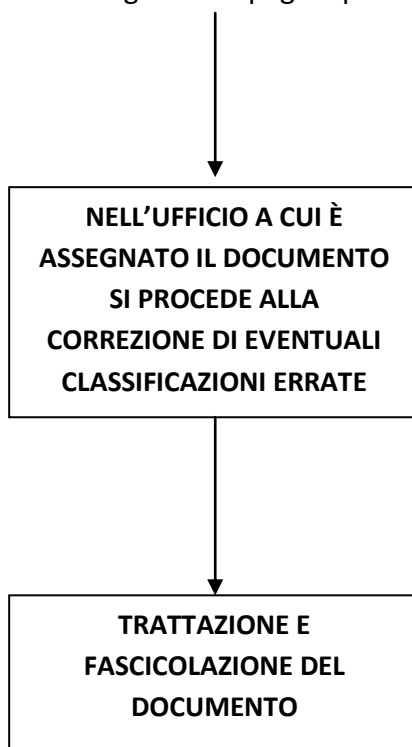 NELL’UFFICIO A CUI È
ASSEGNATO IL DOCUMENTO
SI PROCEDE ALLA
CORREZIONE DI EVENTUALI
CLASSIFICAZIONI ERRATE
TRATTAZIONE E
FASCICOLAZIONE DEL
DOCUMENTO